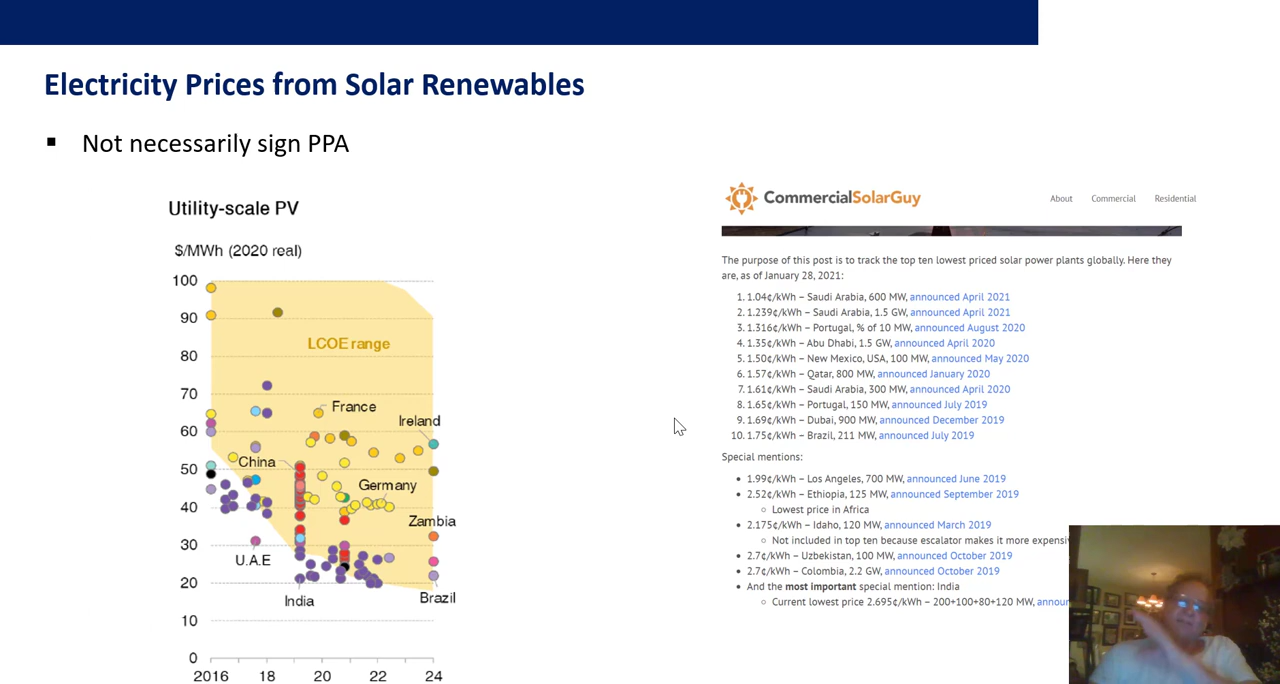 Electricity Prices from Solar Renewables
▪ Not necessarily sign PPA
Utility-scale PV
$/MWh (2020 real)
100
90
80
70
60
50
40
30
20
10
0
LCOE range
France
Ireland
China
Germany
Zambia
U.A.E
India
Brazil
2016 18 20 22 24
CommercialSolarGuy
About Commercial Residential
The purpose of this post is to track the top ten lowest priced solar power plants globally. Here they
are, as of January 28, 2021:
1. 1.04¢/kWh – Saudi Arabia, 600 MW, announced April 2021
2. 1.239¢/kWh – Saudi Arabia, 1.5 GW, announced April 2021
3. 1.316¢/kWh – Portugal, % of 10 MW, announced August 2020
4. 1.35¢/kWh – Abu Dhabi, 1.5 GW, announced April 2020
5. 1.50¢/kWh – New Mexico, USA, 100 MW, announced May 2020
6. 1.57¢/kWh – Qatar, 800 MW, announced January 2020
7. 1.61¢/kWh – Saudi Arabia, 300 MW, announced April 2020
8. 1.65¢/kWh – Portugal, 150 MW, announced July 2019
9. 1.69¢/kWh – Dubai, 900 MW, announced December 2019
10. 1.75¢/kWh – Brazil, 211 MW, announced July 2019
Special mentions:
• 1.99¢/kWh – Los Angeles, 700 MW, announced June 2019
• 2.52¢/kWh – Ethiopia, 125 MW, announced September 2019
○ Lowest price in Africa
• 2.175¢/kWh – Idaho, 120 MW, announced March 2019
○ Not included in top ten because escalator makes it more expensi
• 2.7¢/kWh – Uzbekistan, 100 MW, announced October 2019
• 2.7¢/kWh – Colombia, 2.2 GW, announced October 2019
• And the most important special mention: India
○ Current lowest price 2.695¢/kWh – 200+100+80+120 MW, announ